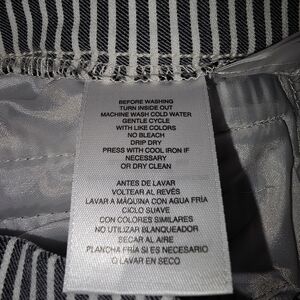 BEFORE WASHING
TURN INSIDE OUT
MACHINE WASH COLD WATER
GENTLE CYCLE
WITH LIKE COLORS
NO BLEACH
DRIP DRY
PRESS WITH COOL IRON IF
NECESSARY
OR DRY CLEAN
ANTES DE LAVAR
VOLTEAR AL REVÉS
LAVAR A MÁQUINA CON AGUA FRÍA
CICLO SUAVE
CON COLORES SIMILARES
NO UTILIZAR BLANQUEADOR
SECAR AL AIRE
PLANCHA FRÍA SI ES NECESARIO
O LAVAR EN SECO